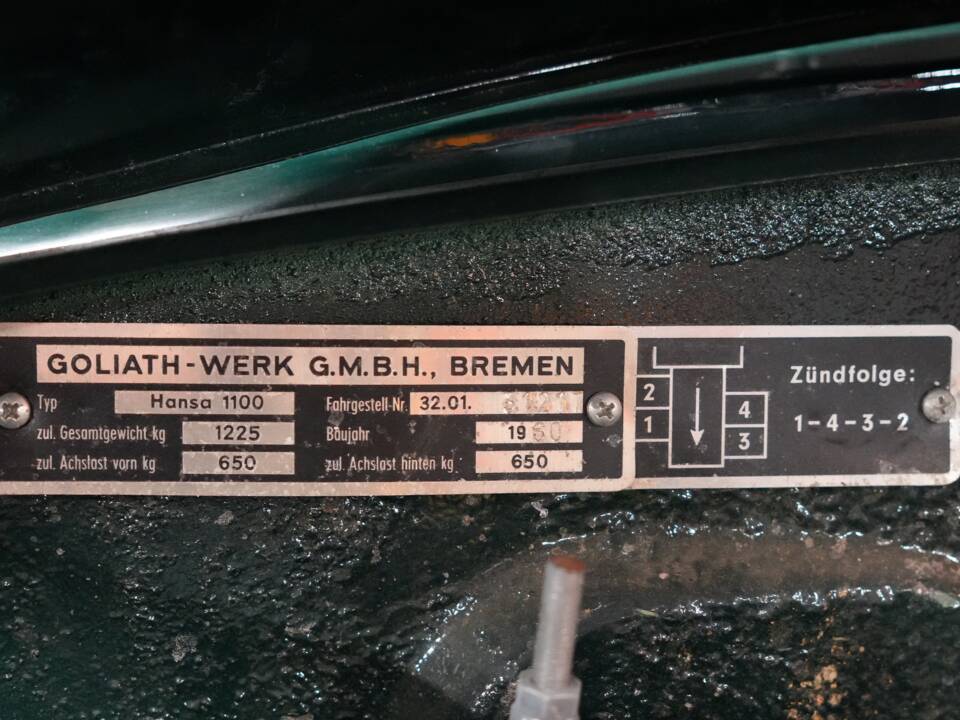 GOLIATH-WERK G.M.B.H., BREMEN
Typ Hansa 1100 Fahrgestell-Nr. 32.01.
zul. Gesamtgewicht kg 1225 Baujahr 1960
zul. Achslast vorn kg 650 zul. Achslast hinten kg 650
2
1
4
3
Zündfolge:
1-4-3-2